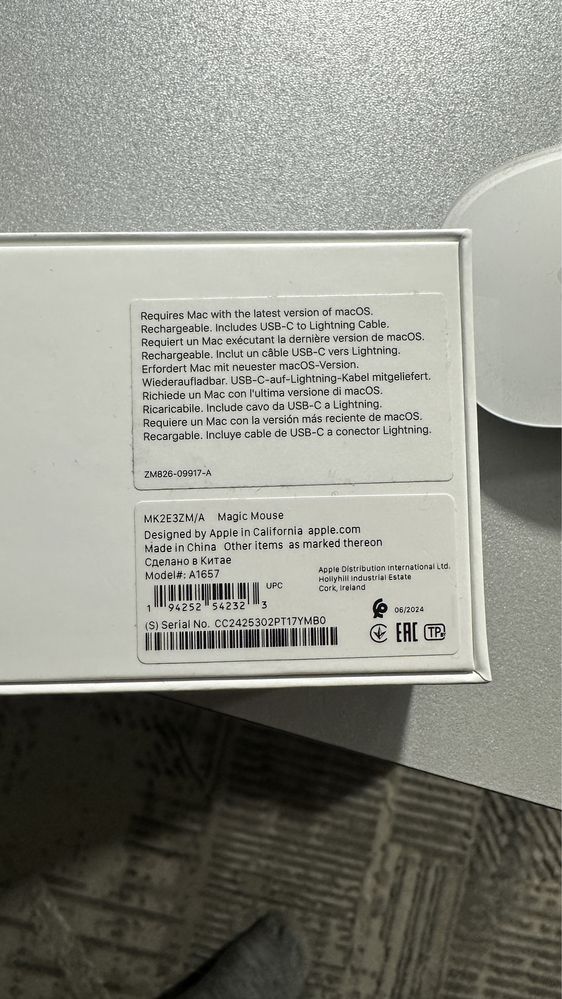 Requires Mac with the latest version of macOS.
Rechargeable. Includes USB-C to Lightning Cable.
Requiert un Mac exécutant la dernière version de macOS.
Rechargeable. Inclut un câble USB-C vers Lightning.
Erfordert Mac mit neuester macOS-Version.
Wiederaufladbar. USB-C-auf-Lightning-Kabel mitgeliefert.
Richiede un Mac con l'ultima versione di macOS.
Ricaricabile. Include cavo da USB-C a Lightning.
Requiere un Mac con la versión más reciente de macOS.
Recargable. Incluye cable de USB-C a conector Lightning.
ZM826-09917-A
MK2E3ZM/A Magic Mouse
Designed by Apple in California apple.com
Made in China Other items as marked thereon
Сделано в Китае
Model#: A1657
UPC
1 94252 54232 3
(S) Serial No. CC2425302PT17YMB0
Apple Distribution International Ltd.
Hollyhill Industrial Estate
Cork, Ireland
06/2024
EAC